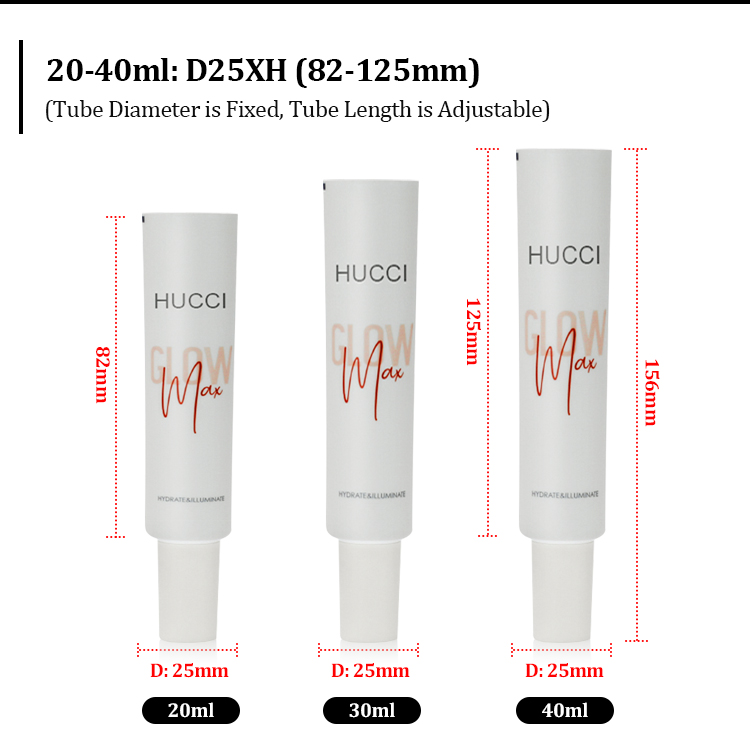 20-40ml: D25XH (82-125mm)
(Tube Diameter is Fixed, Tube Length is Adjustable)
82mm
HUCCI
GLOW
Max
HYDRATE&ILLUMINATE
D: 25mm
20ml
HUCCI
GLOW
Max
HYDRATE&ILLUMINATE
D: 25mm
30ml
125mm
HUCCI
GLOW
Max
HYDRATE&ILLUMINATE
156mm
D: 25mm
40ml